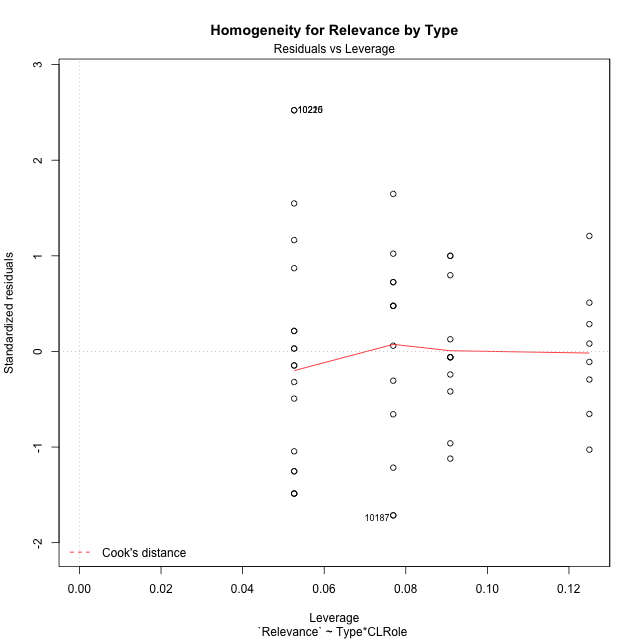 Homogeneity for Relevance by Type
Residuals vs Leverage
3
2
1
0
-1
-2
Standardized residuals
10187
Cook's distance
0.00 0.02 0.04 0.06 0.08 0.10 0.12
Leverage
`Relevance` ~ Type*CLRole